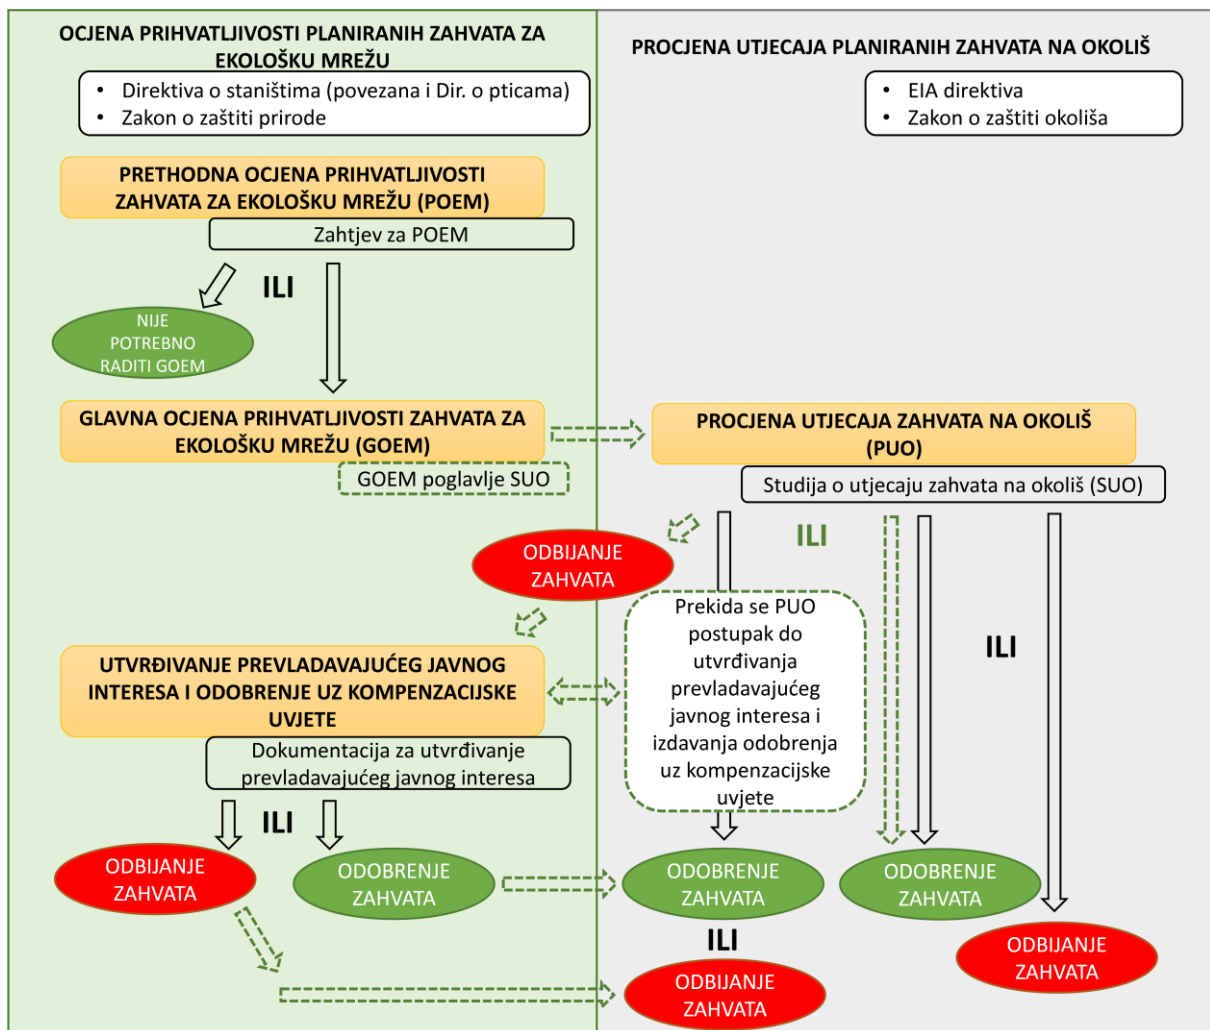 OCJENA PRIHVATLJIVOSTI PLANIRANIH ZAHVATA ZA
EKOLOŠKU MREŽU
• Direktiva o staništima (povezana i Dir. o pticama)
• Zakon o zaštiti prirode
PROCJENA UTJECAJA PLANIRANIH ZAHVATA NA OKOLIŠ
• EIA direktiva
• Zakon o zaštiti okoliša
PRETHODNA OCJENA PRIHVATLJIVOSTI
ZAHVATA ZA EKOLOŠKU MREŽU (POEM)
Zahtjev za POEM
ILI
NIJE
POTREBNO
RADITI GOEM
GLAVNA OCJENA PRIHVATLJIVOSTI ZAHVATA ZA
EKOLOŠKU MREŽU (GOEM)
GOEM poglavlje SUO
PROCJENA UTJECAJA ZAHVATA NA OKOLIŠ
(PUO)
Studija o utjecaju zahvata na okoliš (SUO)
ILI
ODBIJANJE
ZAHVATA
Prekida se PUO
postupak do
utvrđivanja
prevladavajućeg
javnog interesa i
izdavanja odobrenja
uz kompenzacijske
uvjete
ILI
UTVRĐIVANJE PREVLADAVAJUĆEG JAVNOG
INTERESA I ODOBRENJE UZ KOMPENZACIJSKE
UVJETE
Dokumentacija za utvrđivanje
prevladavajućeg javnog interesa
ILI
ODBIJANJE
ZAHVATA
ODOBRENJE
ZAHVATA
ODOBRENJE
ZAHVATA
ODOBRENJE
ZAHVATA
ILI
ODBIJANJE
ZAHVATA
ODBIJANJE
ZAHVATA